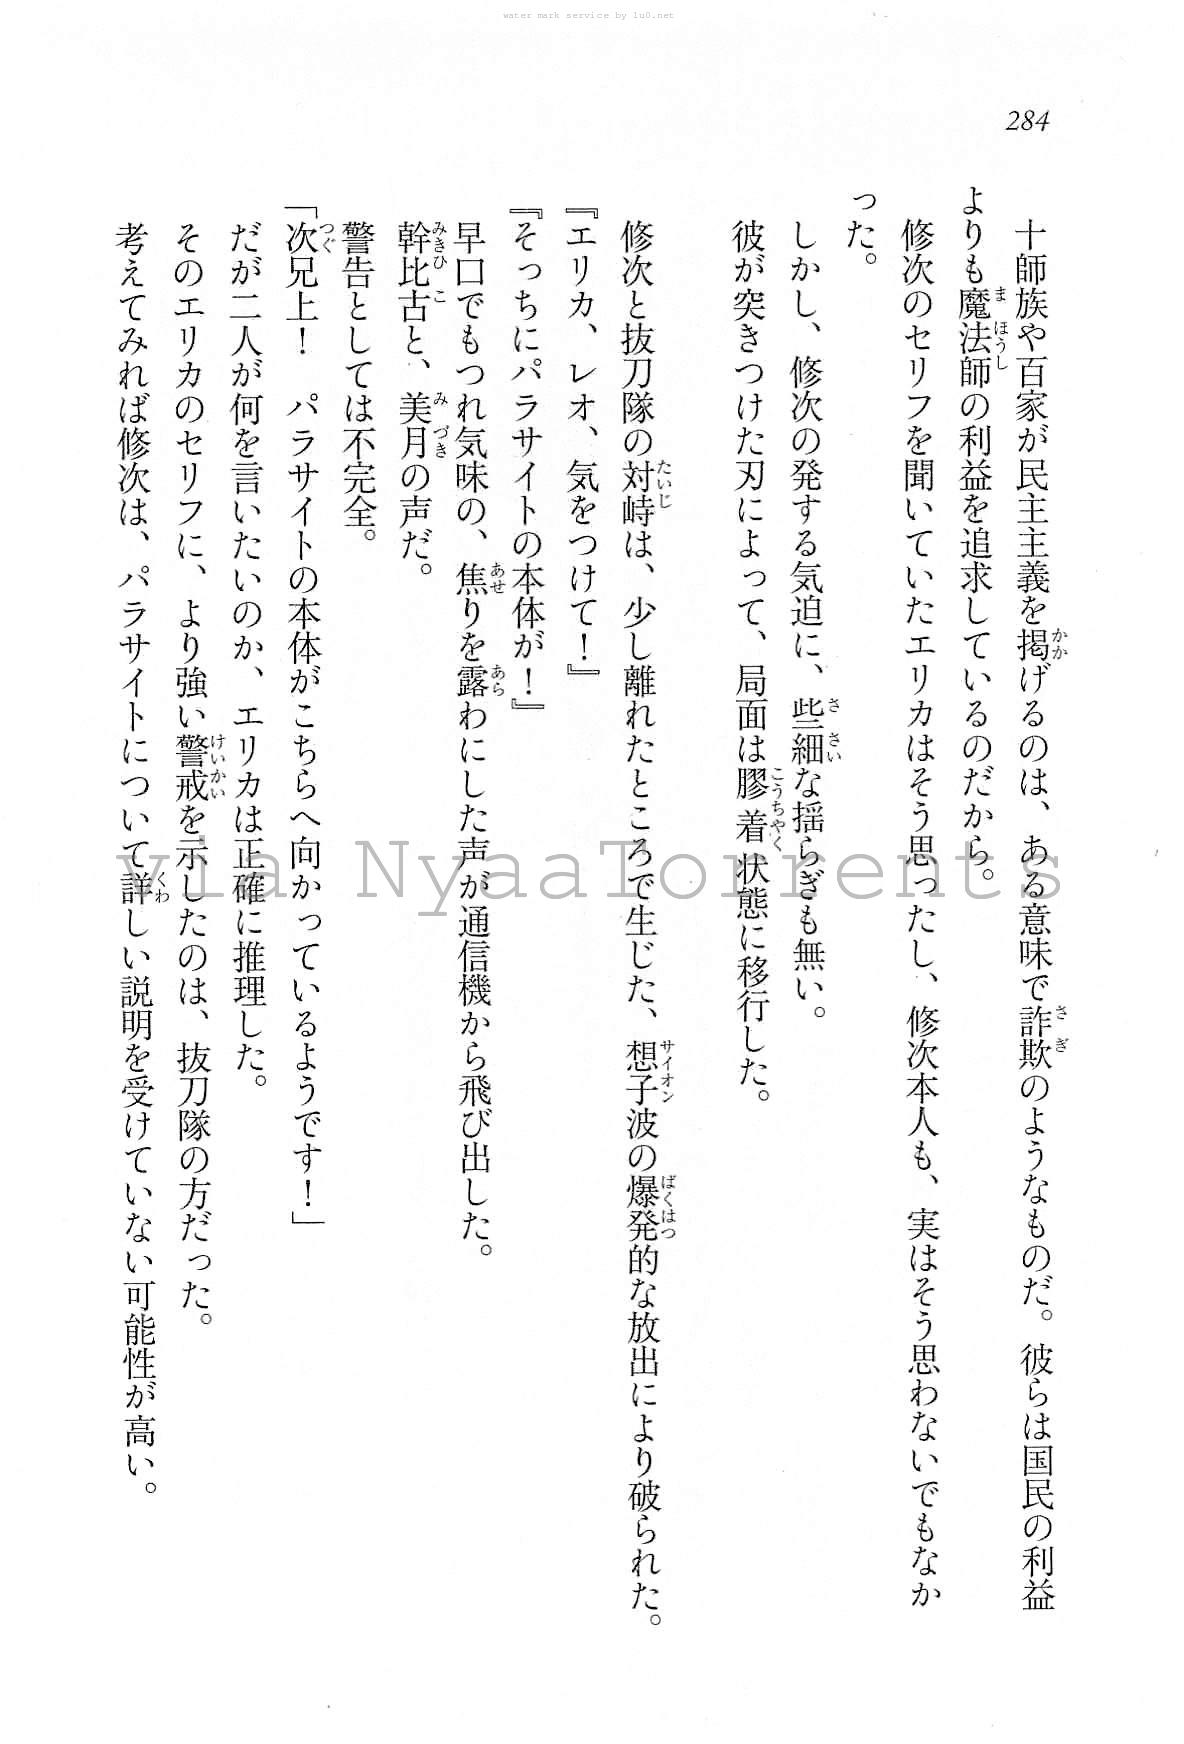 water mark service by lu0.net
284
十師族や百家が民主主義を掲げるのは、ある意味で詐欺のようなものだ。彼らは国民の利益
よりも魔法師の利益を追求しているのだから。
修次のセリフを聞いていたエリカはそう思ったし、修次本人も、実はそう思わないでもなか
った。
しかし、修次の発する気迫に、些細な揺らぎも無い。
彼が突きつけた刃によって、局面は膠着状態に移行した。
修次と抜刀隊の対峙は、少し離れたところで生じた、想子波の爆発的な放出により破られた。
『エリカ、レオ、気をつけて！』
『そっちにパラサイトの本体が！』
早口でもつれ気味の、焦りを露わにした声が通信機から飛び出した。
幹比古と、美月の声だ。
警告としては不完全。
「次兄上！　パラサイトの本体がこちらへ向かっているようです！」
だが二人が何を言いたいのか、エリカは正確に推理した。
そのエリカのセリフに、より強い警戒を示したのは、抜刀隊の方だった。
考えてみれば修次は、パラサイトについて詳しい説明を受けていない可能性が高い。
via NyaaTorrents